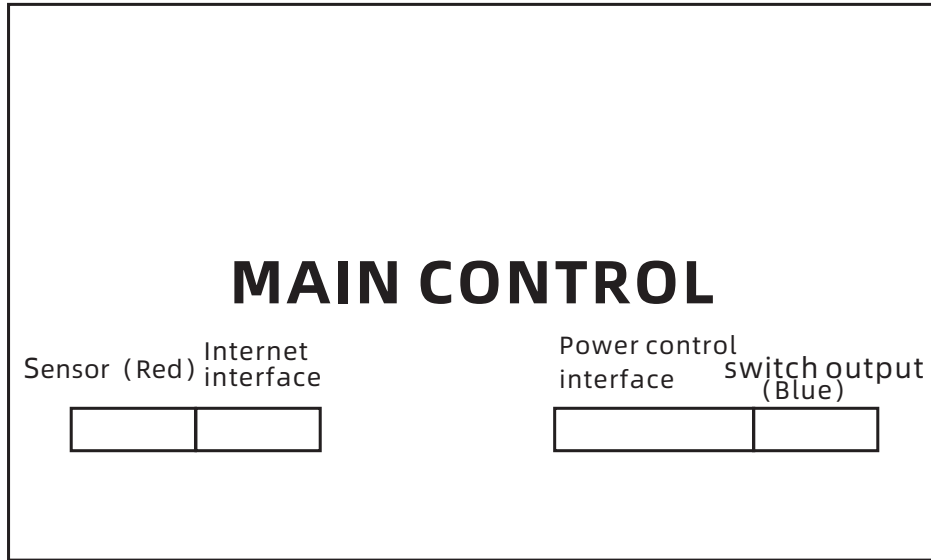 MAIN CONTROL
Sensor (Red)
Internet
interface
Power control
interface
switch output
(Blue)